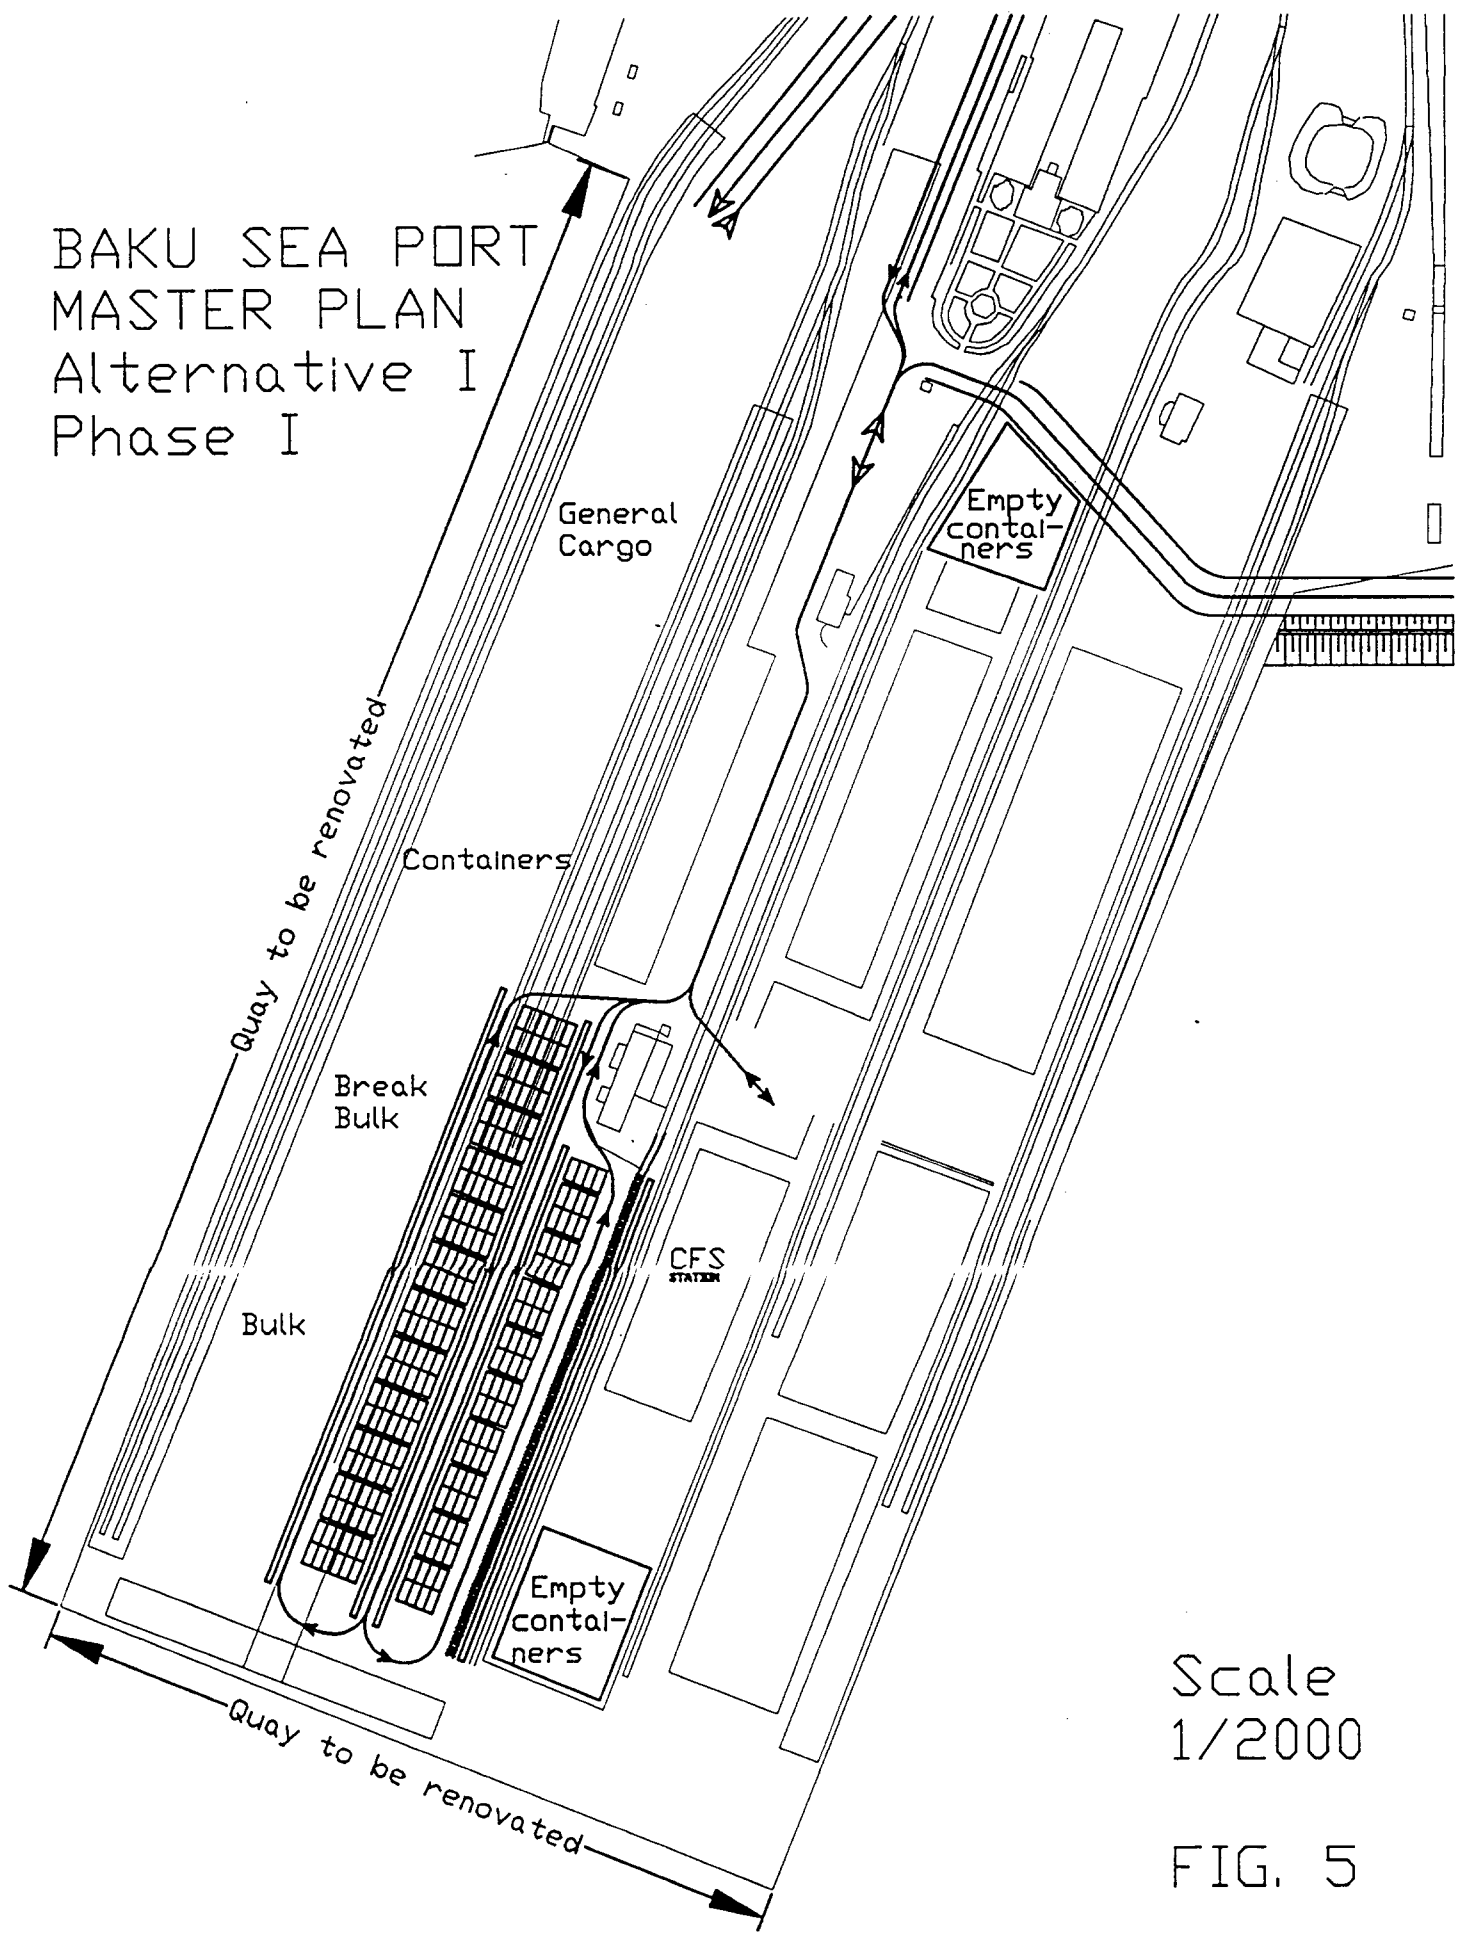 BAKU SEA PORT
MASTER PLAN
Alternative I
Phase I
Empty
contai-
ners
General
Cargo
Quay to be renovated
Containers
Break
Bulk
CFS
STATION
Bulk
Empty
contai-
ners
Quay to be renovated
Scale
1/2000
FIG. 5